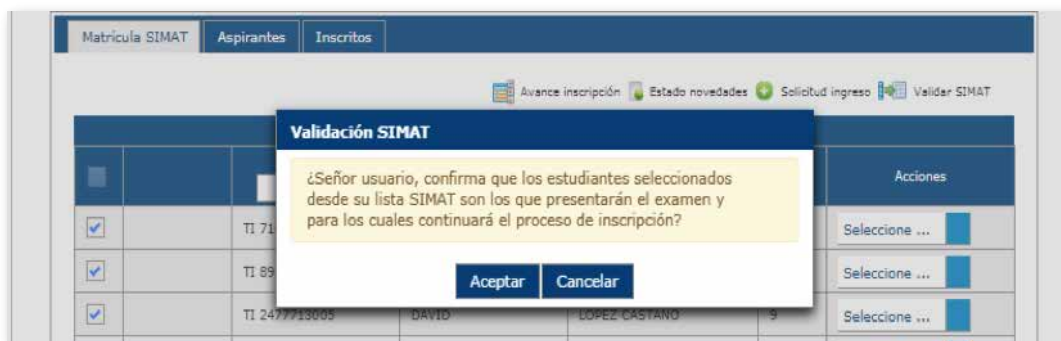 Matrícula SIMAT Aspirantes Inscritos
Avance inscripción Estado novedades Solicitud ingreso Validar SIMAT
Validación SIMAT
¿Señor usuario, confirma que los estudiantes seleccionados
desde su lista SIMAT son los que presentarán el examen y
para los cuales continuará el proceso de inscripción?
Aceptar Cancelar
Acciones
TI 71 Seleccione ...
TI 89 Seleccione ...
TI 2477713005 DAVID LOPEZ CASTAÑO 9 Seleccione ...